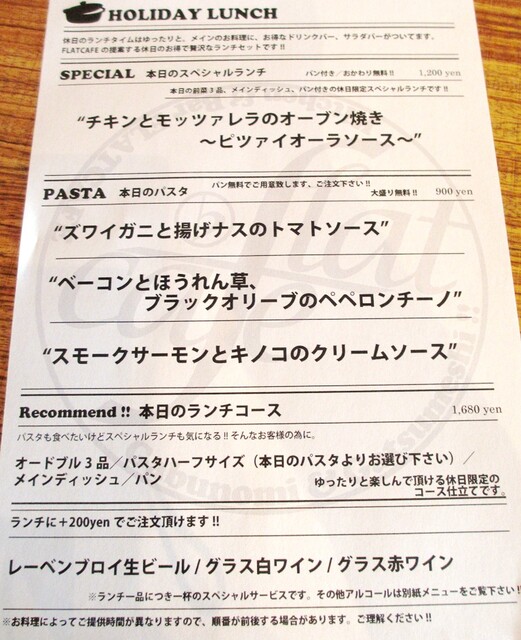 HOLIDAY LUNCH
休日のランチタイムはゆったりと。メインのお料理に、お得なドリンクバー、サラダバーがついてます。
FLATCAFEの提案する休日のお得で贅沢なランチセットです!!
SPECIAL 本日のスペシャルランチ パン付き／おかわり無料!! 1,200 yen
本日の前菜3品、メインディッシュ、パン付きの休日限定スペシャルランチです!!
“チキンとモッツァレラのオーブン焼き
～ピツァイオーラソース～”
PASTA 本日のパスタ パン無料でご用意致します、ご注文下さい!! 大盛り無料!! 900 yen
“ズワイガニと揚げナスのトマトソース”
“ベーコンとほうれん草、
ブラックオリーブのペペロンチーノ”
“スモークサーモンとキノコのクリームソース”
Recommend!! 本日のランチコース 1,680 yen
パスタも食べたいけどスペシャルランチも気になる!!そんなお客様の為に。
オードブル3品／パスタハーフサイズ（本日のパスタよりお選び下さい）／
メインディッシュ／パン ゆったりと楽しんで頂ける休日限定の
コース仕立てです。
ランチに+200yenでご注文頂けます!!
レーベンブロイ生ビール / グラス白ワイン / グラス赤ワイン
※ランチ一品につき一杯のスペシャルサービスです。その他アルコールは別紙メニューをご覧下さい!!
※お料理によってご提供時間が異なりますので、順番が前後する場合があります。ご理解ください!!